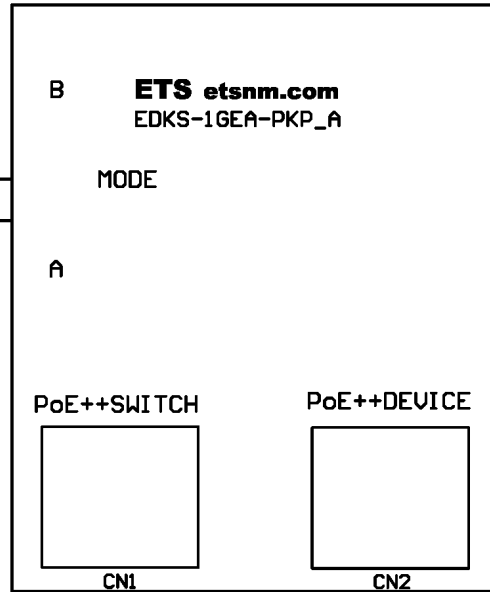 B
ETS etsnm.com
EDKS-1GEA-PKP_A
MODE
A
PoE++SWITCH
PoE++DEVICE
CN1
CN2